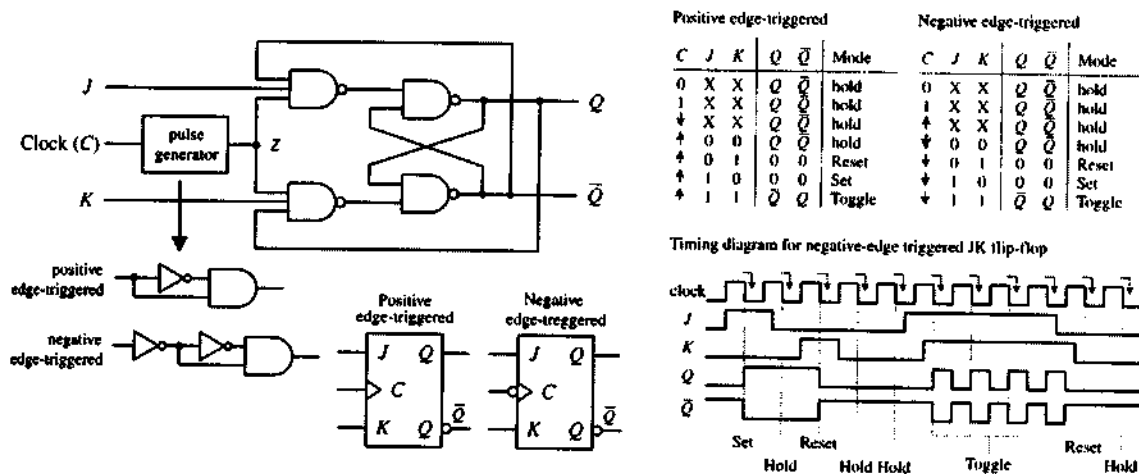 J
Clock (C)
pulse
generator
Z
K
Q
Q̄
positive
edge-triggered
negative
edge-triggered
Positive
edge-triggered
J Q
C
K Q Q̄
Negative
edge-treggered
J Q
C
K Q Q̄
Positive edge-triggered
C J K Q Q̄ Mode
0 X X Q Q̄ hold
1 X X Q Q̄ hold
↓ X X Q Q̄ hold
↑ 0 0 Q Q̄ hold
↑ 0 1 0 0 Reset
↑ 1 0 0 0 Set
↑ 1 1 Q̄ Q Toggle
Negative edge-triggered
C J K Q Q̄ Mode
0 X X Q Q̄ hold
1 X X Q Q̄ hold
↑ X X Q Q̄ hold
↓ 0 0 Q Q̄ hold
↓ 0 1 0 0 Reset
↓ 1 0 0 0 Set
↓ 1 1 Q̄ Q Toggle
Timing diagram for negative-edge triggered JK flip-flop
clock
J
K
Q
Q̄
Set Reset Reset
Hold Hold Hold Toggle Hold